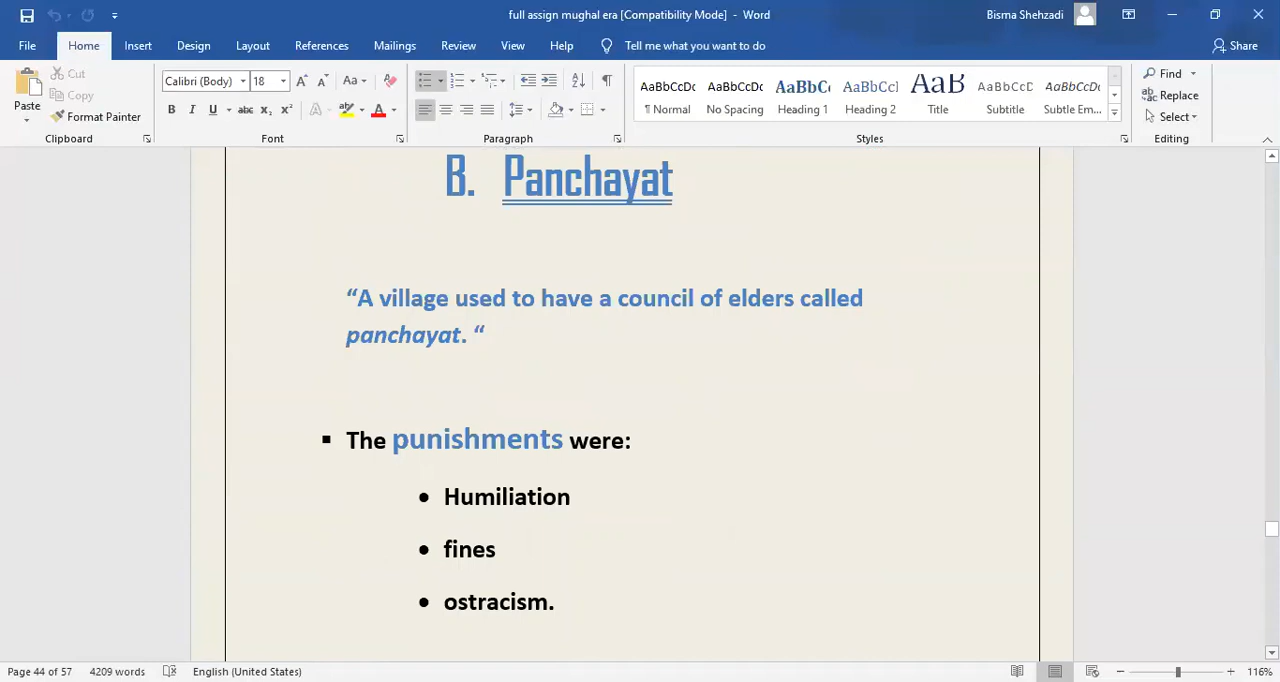 full assign mughal era [Compatibility Mode] - Word
Bisma Shehzadi
File Home Insert Design Layout References Mailings Review View Help Tell me what you want to do Share
Paste
Cut
Copy
Format Painter
Clipboard
Calibri (Body) 18
Font
Paragraph
AaBbCcDc AaBbCcDc AaBbC AaBbCc AaB AaBbCcD AaBbCcDc
¶ Normal No Spacing Heading 1 Heading 2 Title Subtitle Subtle Em...
Styles
Find
Replace
Select
Editing
B. Panchayat
“A village used to have a council of elders called
panchayat. “
▪ The punishments were:
• Humiliation
• fines
• ostracism.
Page 44 of 57 4209 words English (United States) 116%